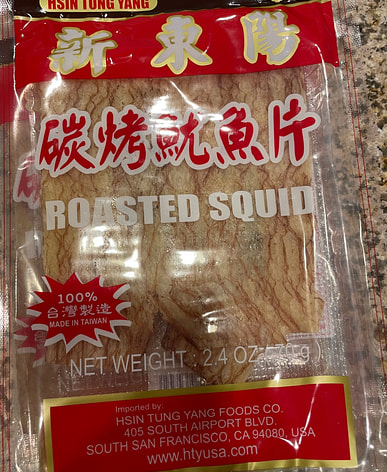 HSIN TUNG YANG
新東陽
碳烤魷魚片
ROASTED SQUID
100%
台灣製造
MADE IN TAIWAN
NET WEIGHT : 2.4 OZ (70g)
Imported by:
HSIN TUNG YANG FOODS CO.
405 SOUTH AIRPORT BLVD.
SOUTH SAN FRANCISCO, CA 94080, USA
www.htyusa.com